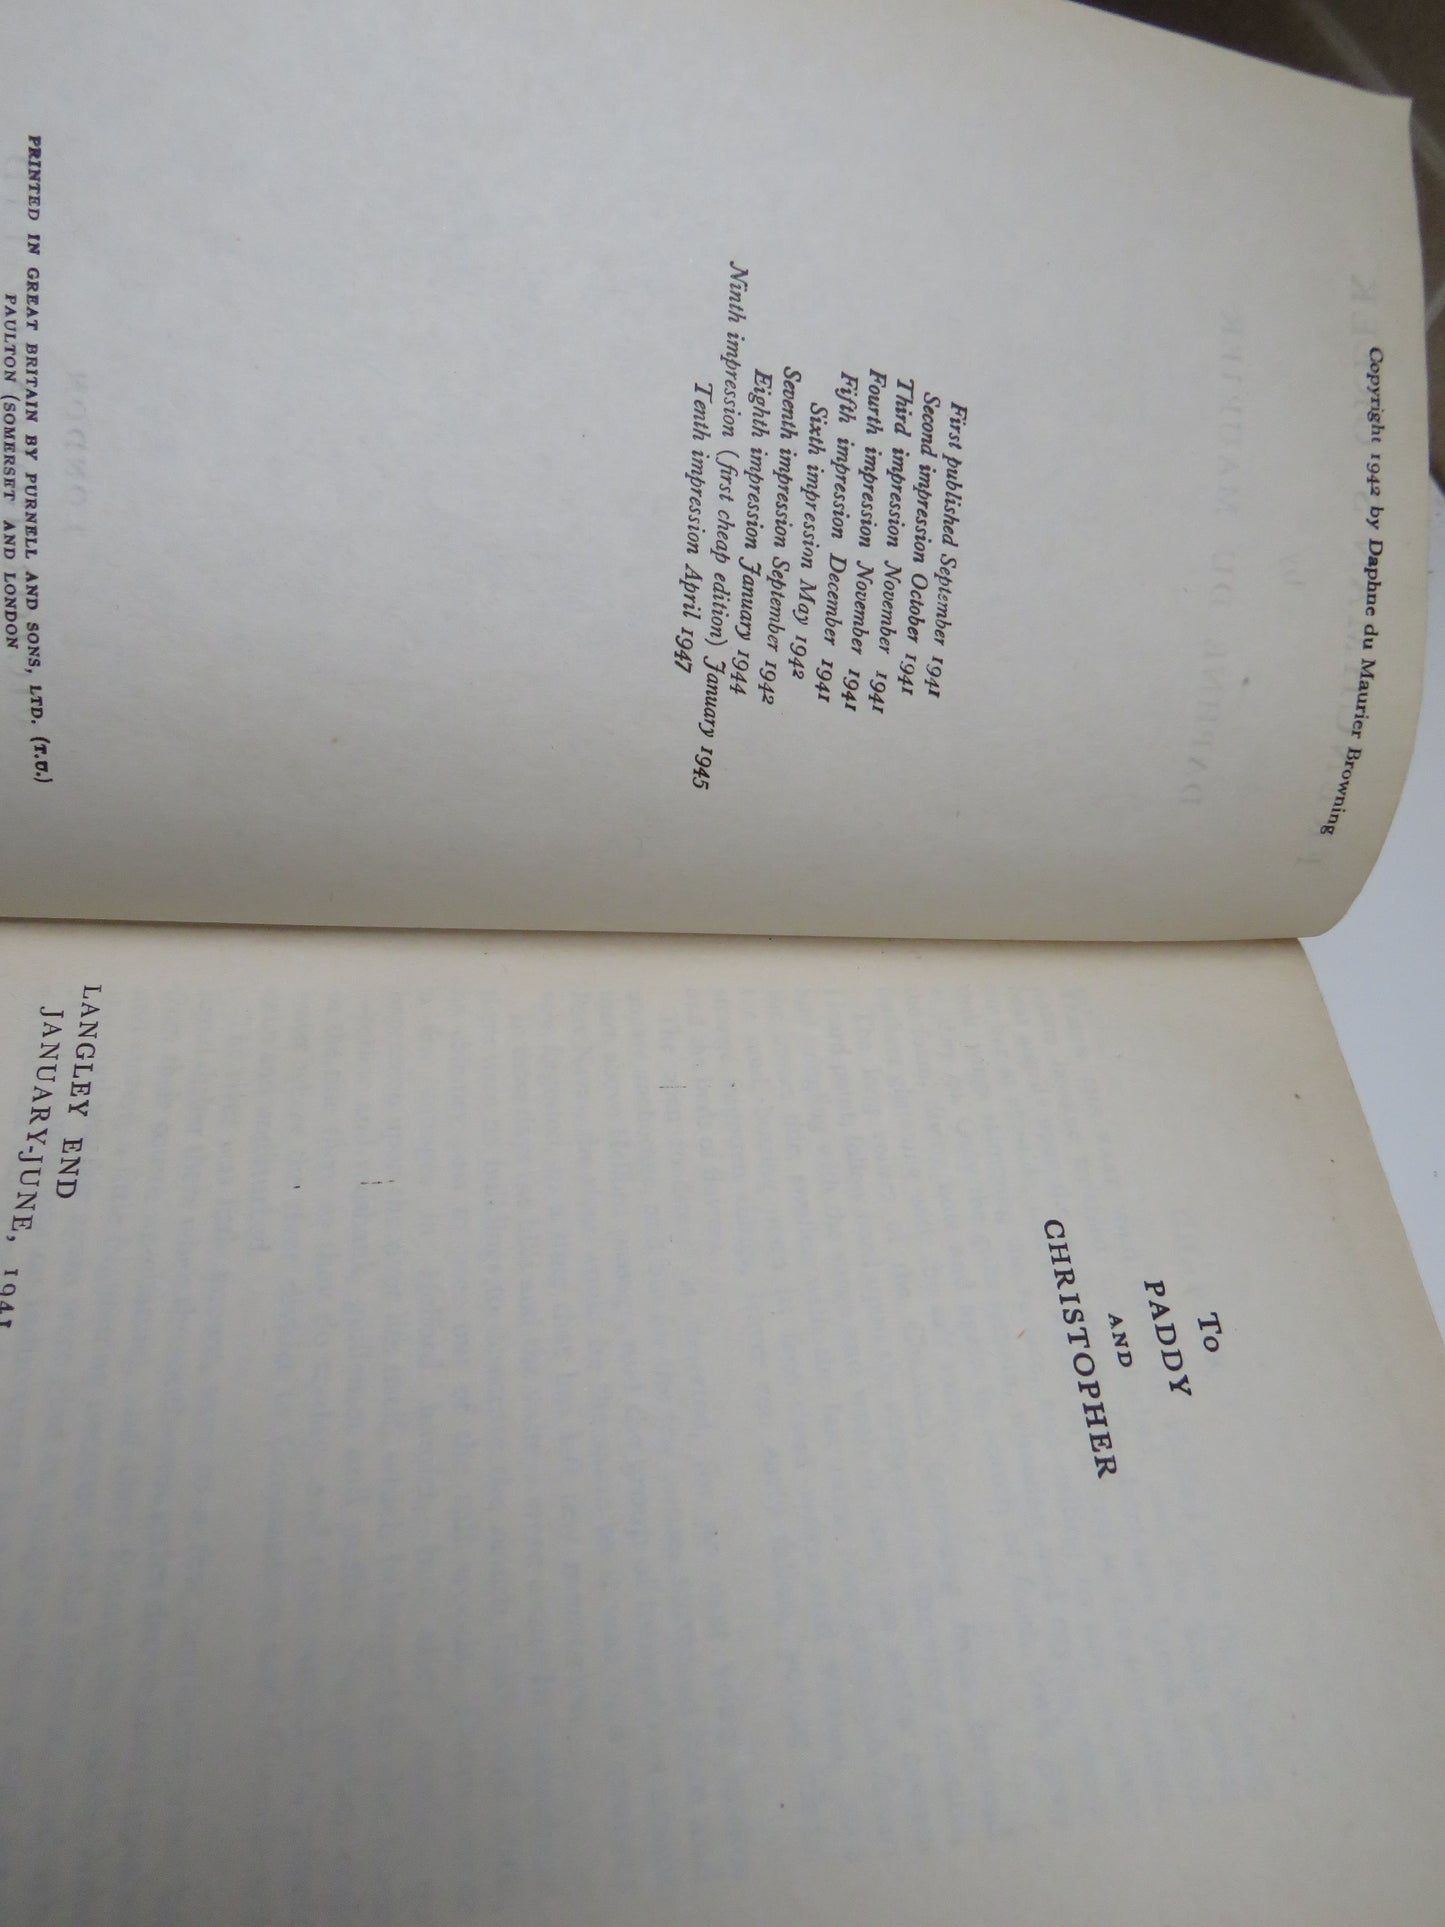 Copyright 1942 by Daphne du Maurier Browning
First published September 1941
Second impression October 1941
Third impression November 1941
Fourth impression November 1941
Fifth impression December 1941
Sixth impression May 1942
Seventh impression September 1942
Eighth impression January 1944
Ninth impression (first cheap edition) January 1945
Tenth impression April 1947
PRINTED IN GREAT BRITAIN BY PURNELL AND SONS, LTD. (T.U.)
PAULTON (SOMERSET AND LONDON
To
PADDY
AND
CHRISTOPHER
LANGLEY END
JANUARY-JUNE, 1941